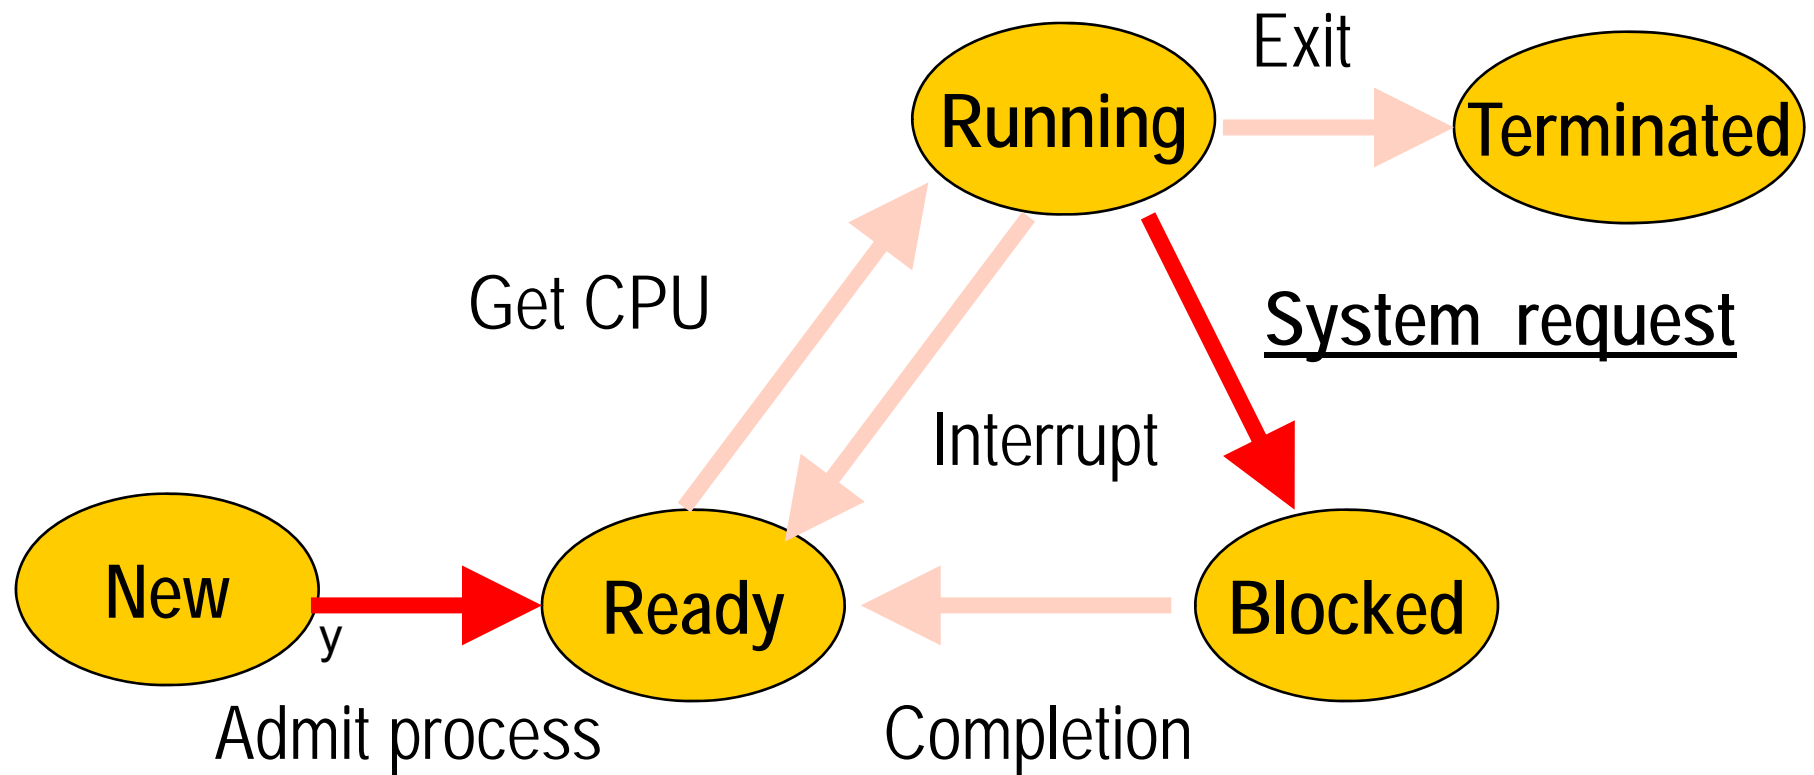 Exit
Running
Terminated
Get CPU
System request
Interrupt
New
Ready
Blocked
y
Admit process
Completion